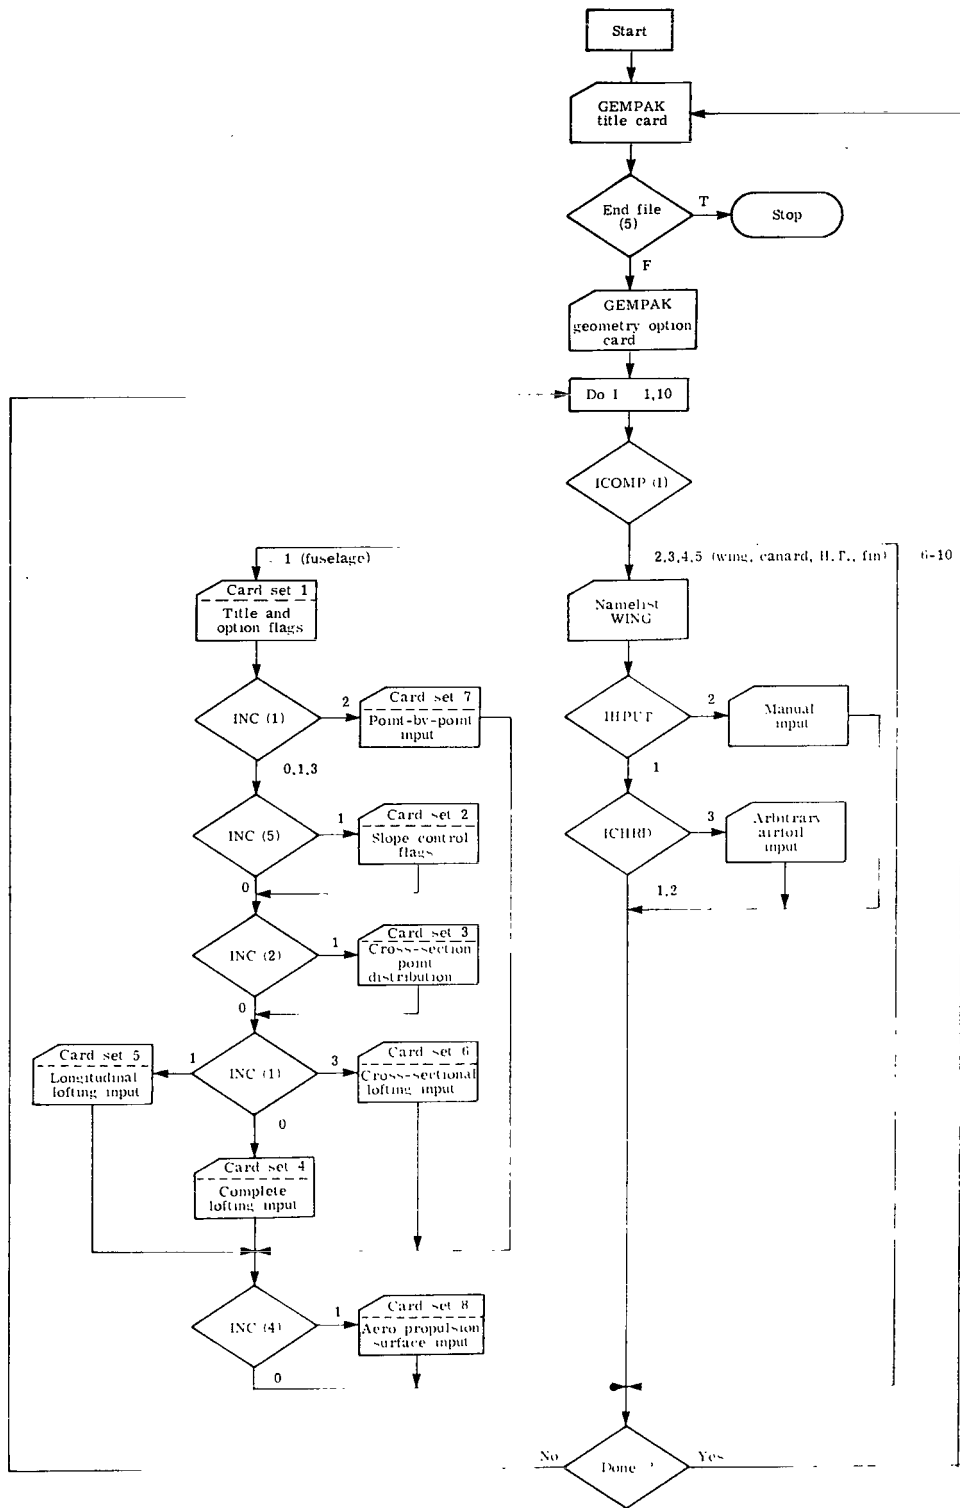 Start
GEMPAK
title card
End file
(5)
T
Stop
F
GEMPAK
geometry option
card
Do I 1,10
ICOMP (I)
1 (fuselage)
2,3,4,5 (wing, canard, H.T., fin)
6-10
Card set 1
Title and
option flags
Namelist
WING
INC (1)
2
Card set 7
Point-by-point
input
IHPUT
2
Manual
input
0,1,3
1
INC (5)
1
Card set 2
Slope control
flags
ICHRD
3
Arbitrary
airfoil
input
0
1,2
INC (2)
1
Card set 3
Cross-section
point
distribution
0
Card set 5
Longitudinal
lofting input
1
INC (1)
3
Card set 6
Cross-sectional
lofting input
0
Card set 4
Complete
lofting input
INC (4)
1
Card set 8
Aero propulsion
surface input
0
No
Done ?
Yes